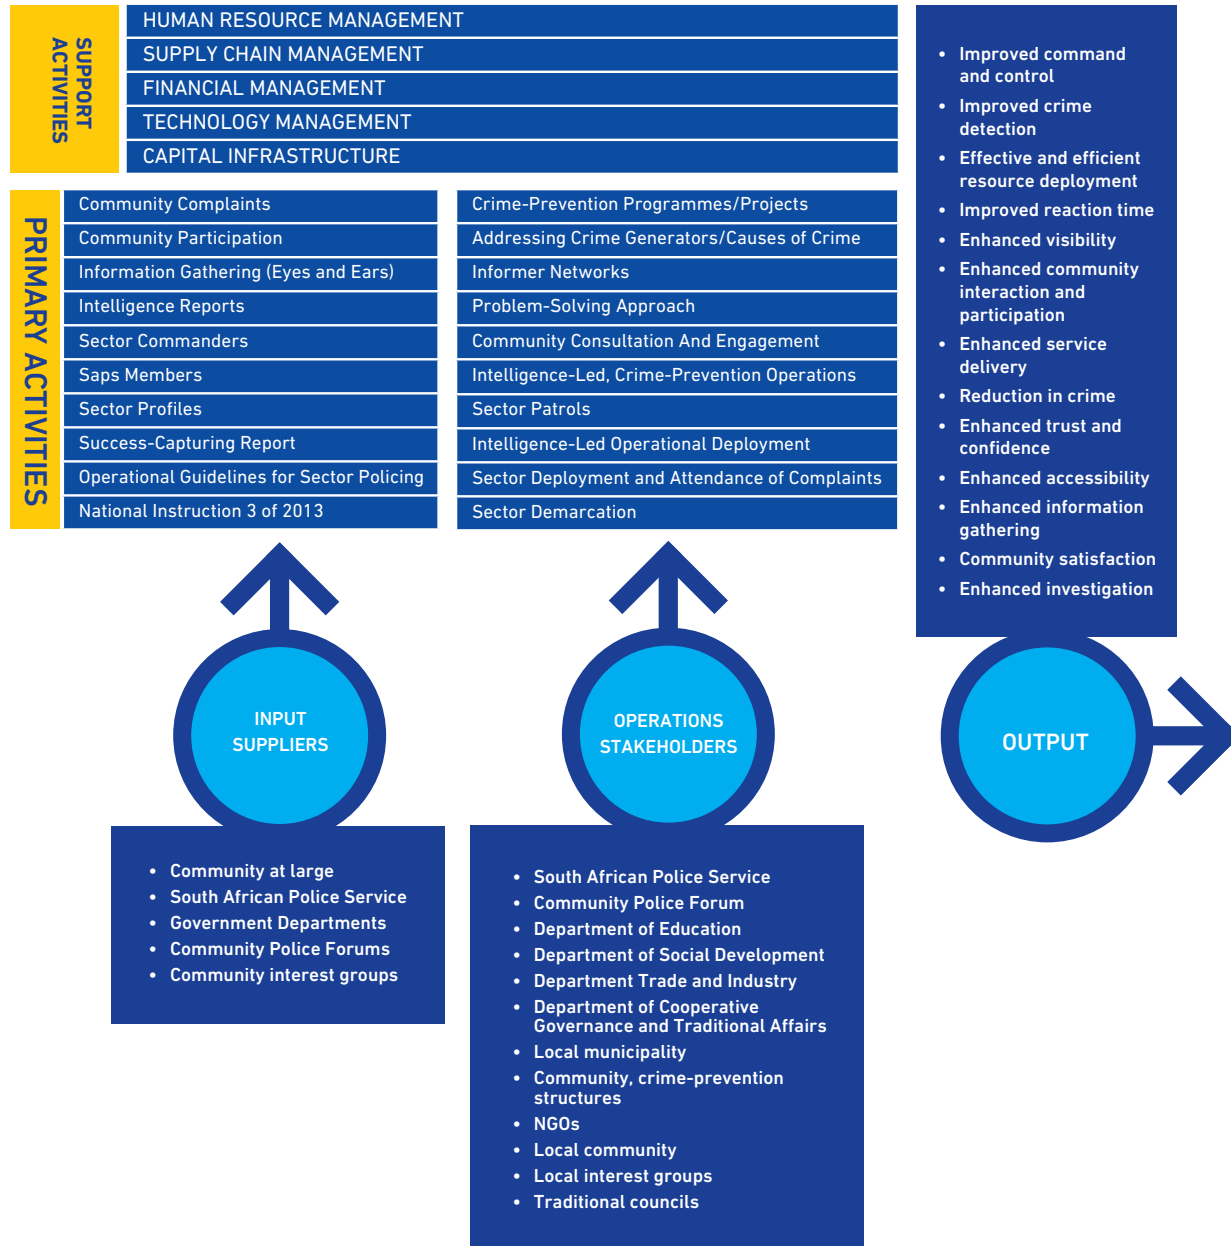 SUPPORT
ACTIVITIES
HUMAN RESOURCE MANAGEMENT
SUPPLY CHAIN MANAGEMENT
FINANCIAL MANAGEMENT
TECHNOLOGY MANAGEMENT
CAPITAL INFRASTRUCTURE
PRIMARY ACTIVITIES
Community Complaints
Community Participation
Information Gathering (Eyes and Ears)
Intelligence Reports
Sector Commanders
Saps Members
Sector Profiles
Success-Capturing Report
Operational Guidelines for Sector Policing
National Instruction 3 of 2013
Crime-Prevention Programmes/Projects
Addressing Crime Generators/Causes of Crime
Informer Networks
Problem-Solving Approach
Community Consultation And Engagement
Intelligence-Led, Crime-Prevention Operations
Sector Patrols
Intelligence-Led Operational Deployment
Sector Deployment and Attendance of Complaints
Sector Demarcation
• Improved command
and control
• Improved crime
detection
• Effective and efficient
resource deployment
• Improved reaction time
• Enhanced visibility
• Enhanced community
interaction and
participation
• Enhanced service
delivery
• Reduction in crime
• Enhanced trust and
confidence
• Enhanced accessibility
• Enhanced information
gathering
• Community satisfaction
• Enhanced investigation
INPUT
SUPPLIERS
• Community at large
• South African Police Service
• Government Departments
• Community Police Forums
• Community interest groups
OPERATIONS
STAKEHOLDERS
• South African Police Service
• Community Police Forum
• Department of Education
• Department of Social Development
• Department Trade and Industry
• Department of Cooperative
Governance and Traditional Affairs
• Local municipality
• Community, crime-prevention
structures
• NGOs
• Local community
• Local interest groups
• Traditional councils
OUTPUT